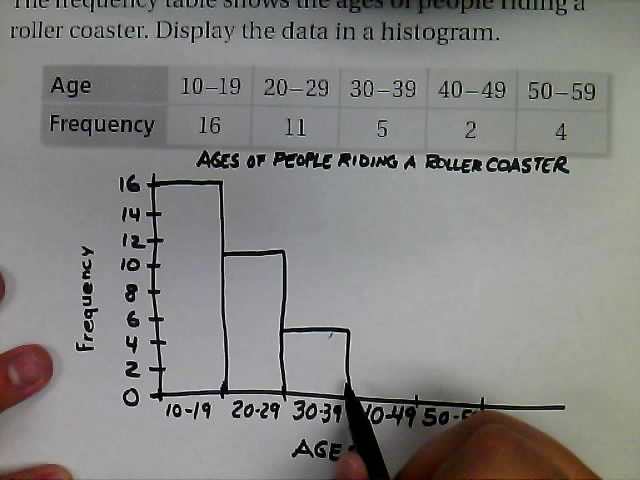 The frequency table shows the ages of people riding a
roller coaster. Display the data in a histogram.
Age 10–19 20–29 30–39 40–49 50–59
Frequency 16 11 5 2 4
AGES OF PEOPLE RIDING A ROLLER COASTER
Frequency
16
14
12
10
8
6
4
2
0
10-19 20-29 30-39 50-
AGE